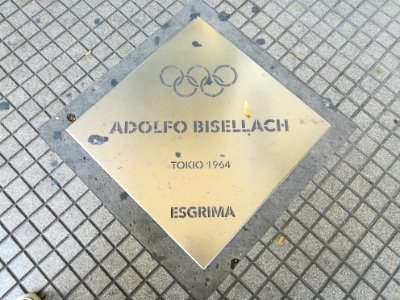 ADOLFO BISELLACH
TOKIO 1964
ESGRIMA